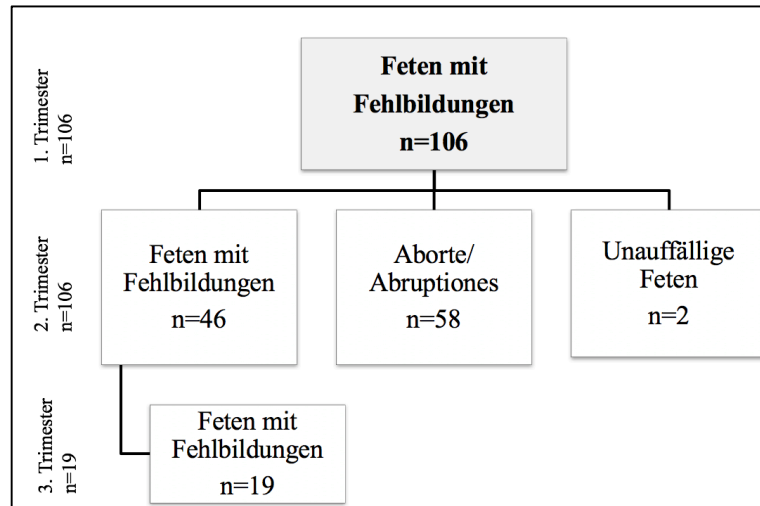 1. Trimester
n=106
Feten mit
Fehlbildungen
n=106
2. Trimester
n=106
Feten mit
Fehlbildungen
n=46
Aborte/
Abruptiones
n=58
Unauffällige
Feten
n=2
3. Trimester
n=19
Feten mit
Fehlbildungen
n=19